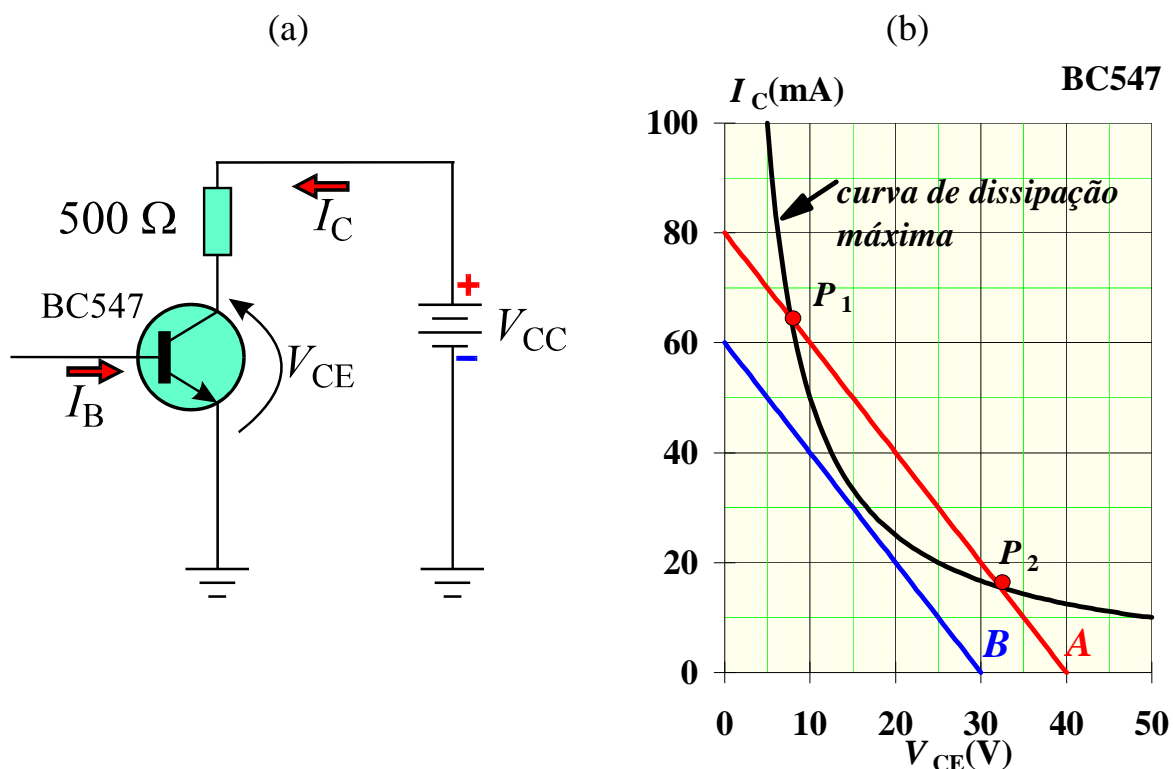 (a)
(b)
500 Ω
I_C
BC547
V_CE
I_B
+
-
V_CC
BC547
I_C(mA)
100
80
60
40
20
0
curva de dissipação
máxima
P_1
P_2
B
A
0 10 20 30 40 50
V_CE(V)